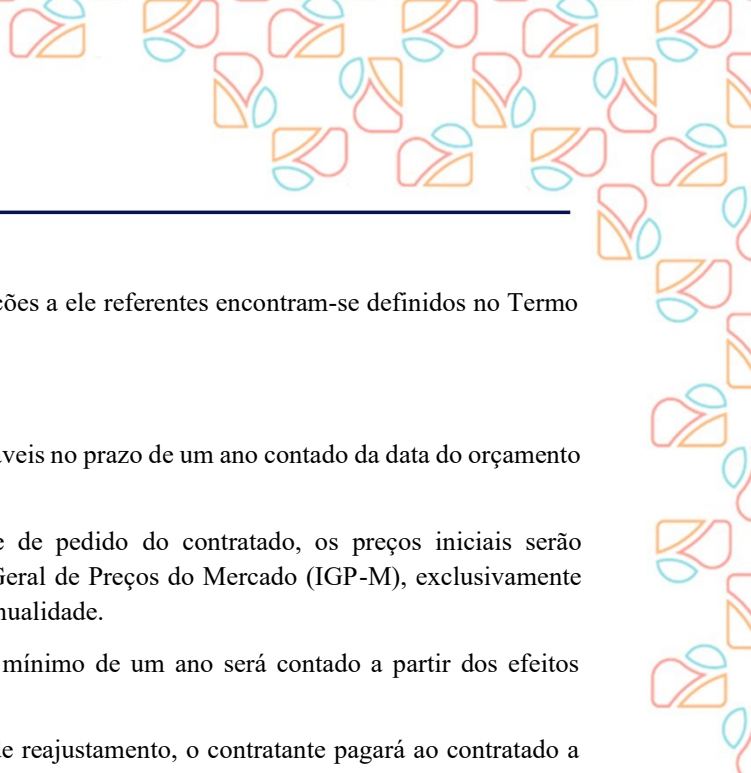 ções a ele referentes encontram-se definidos no Termo
veis no prazo de um ano contado da data do orçamento
de pedido do contratado, os preços iniciais serão
Geral de Preços do Mercado (IGP-M), exclusivamente
nualidade.
mínimo de um ano será contado a partir dos efeitos
de reajustamento, o contratante pagará ao contratado a